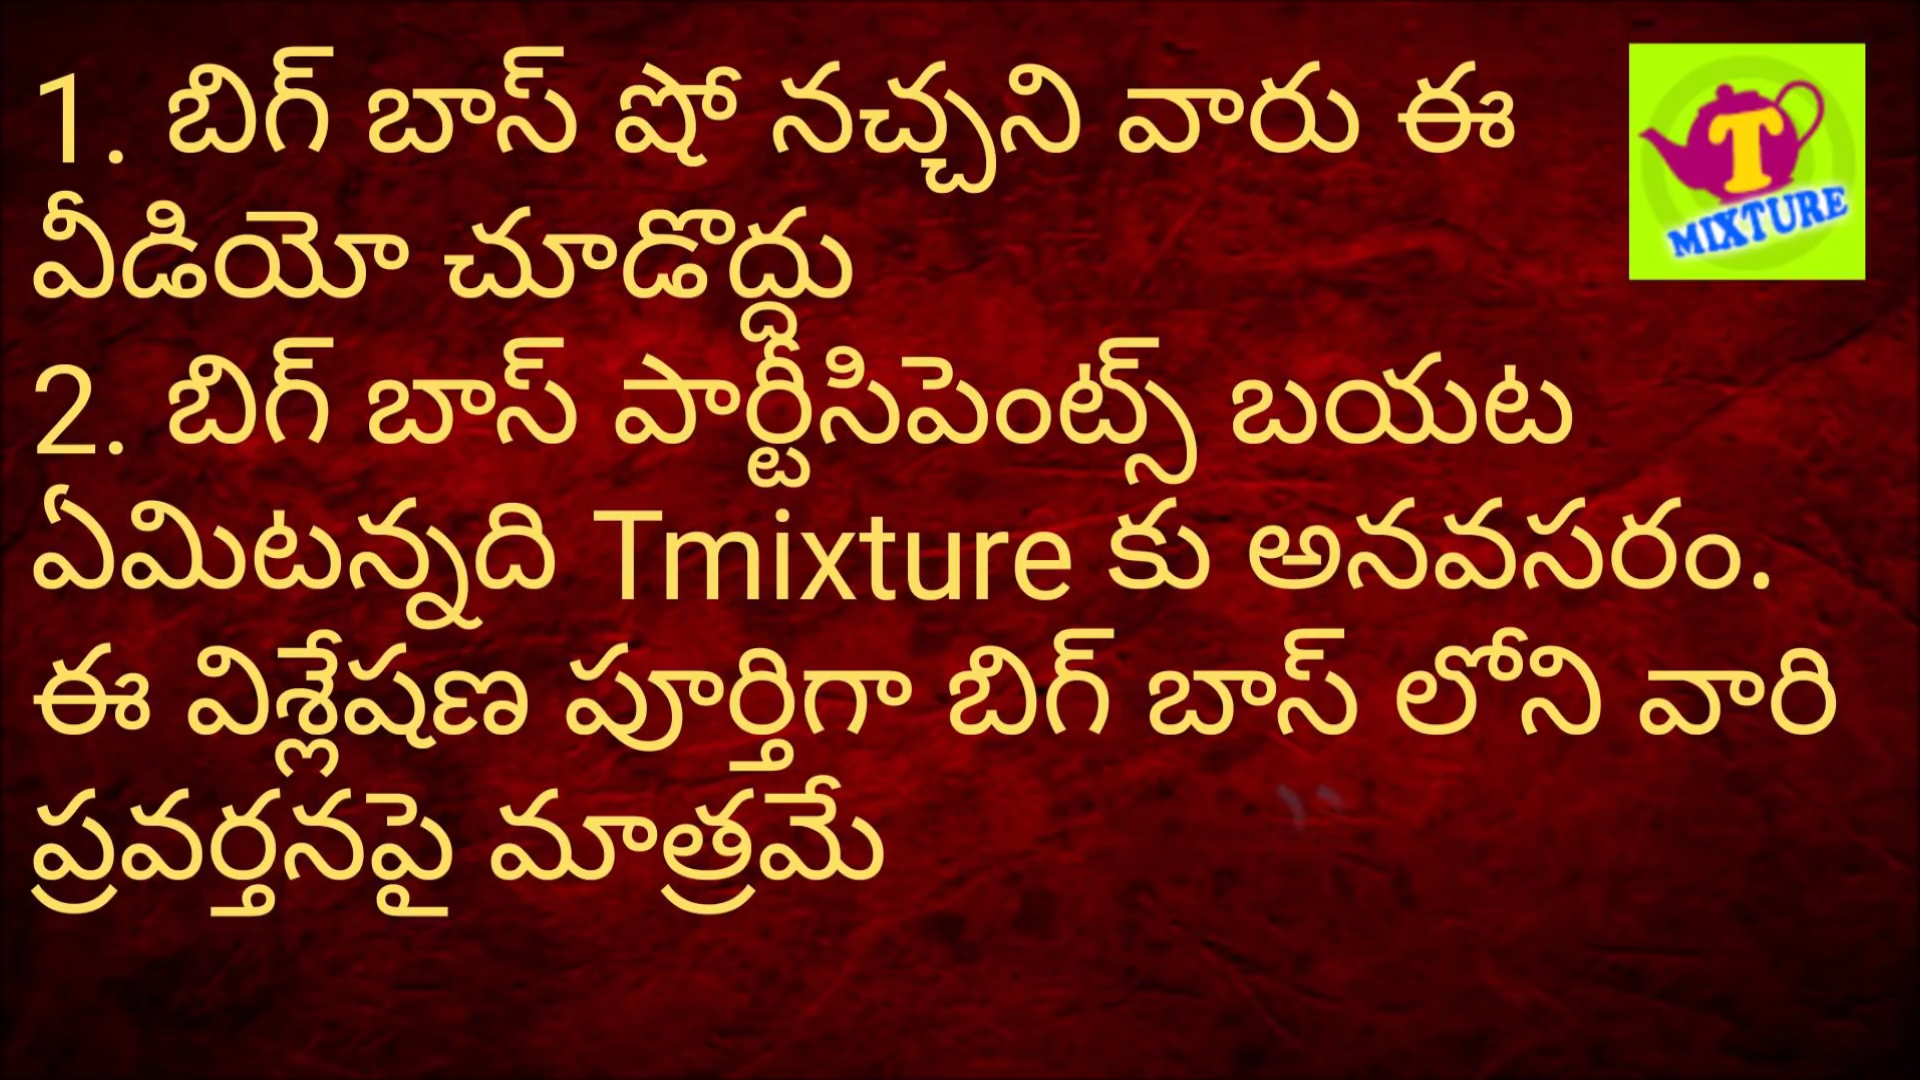 1. బిగ్ బాస్ షో నచ్చని వారు ఈ
వీడియో చూడొద్దు
2. బిగ్ బాస్ పార్టీసిపెంట్స్ బయట
ఏమిటన్నది Tmixture కు అనవసరం.
ఈ విశ్లేషణ పూర్తిగా బిగ్ బాస్ లోని వారి
ప్రవర్తనపై మాత్రమే
T
MIXTURE